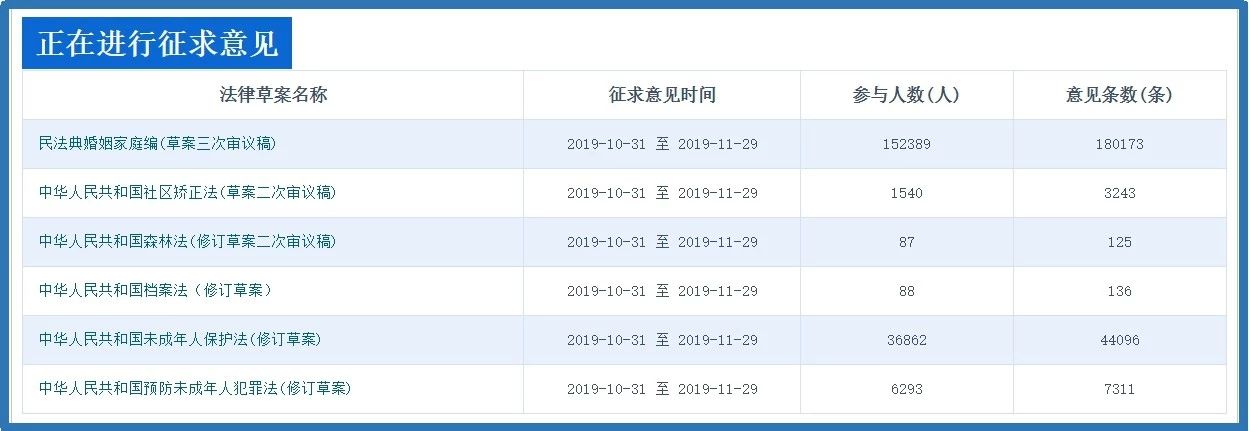 正在进行征求意见
法律草案名称 征求意见时间 参与人数(人) 意见条数(条)
民法典婚姻家庭编(草案三次审议稿) 2019-10-31 至 2019-11-29 152389 180173
中华人民共和国社区矫正法(草案二次审议稿) 2019-10-31 至 2019-11-29 1540 3243
中华人民共和国森林法(修订草案二次审议稿) 2019-10-31 至 2019-11-29 87 125
中华人民共和国档案法（修订草案） 2019-10-31 至 2019-11-29 88 136
中华人民共和国未成年人保护法(修订草案) 2019-10-31 至 2019-11-29 36862 44096
中华人民共和国预防未成年人犯罪法(修订草案) 2019-10-31 至 2019-11-29 6293 7311